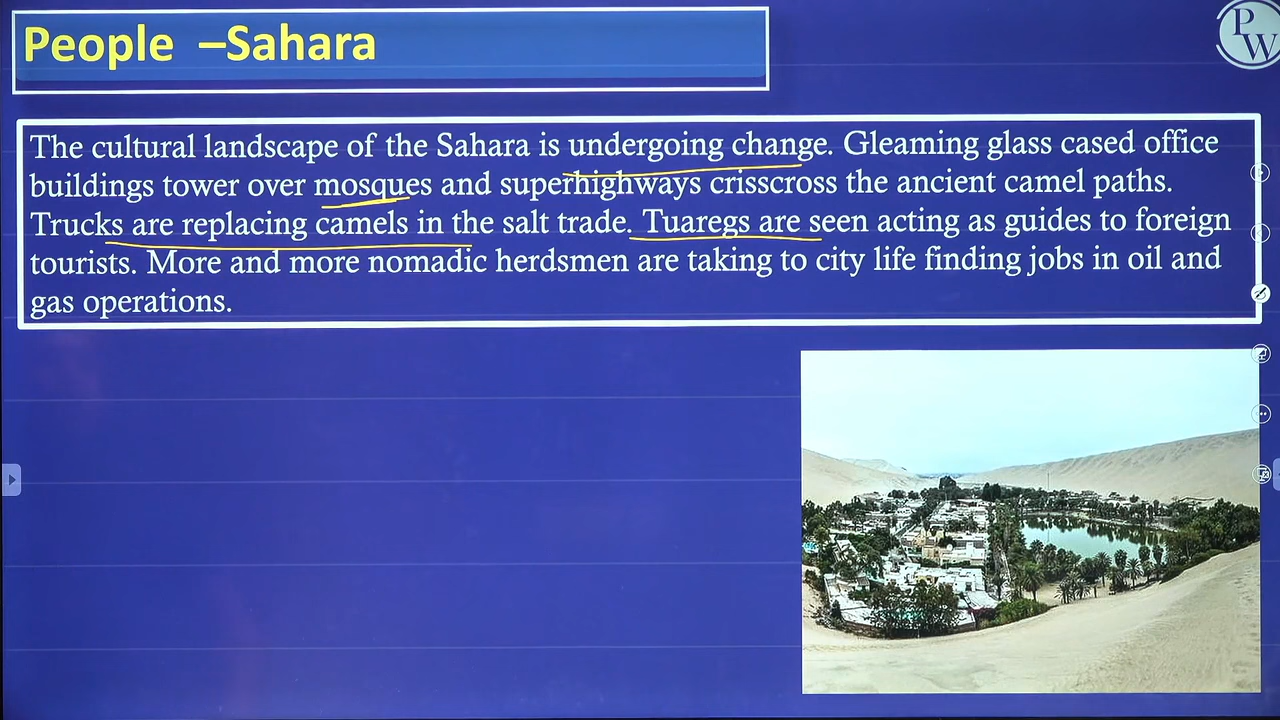 People –Sahara
PW
The cultural landscape of the Sahara is undergoing change. Gleaming glass cased office
buildings tower over mosques and superhighways crisscross the ancient camel paths.
Trucks are replacing camels in the salt trade. Tuaregs are seen acting as guides to foreign
tourists. More and more nomadic herdsmen are taking to city life finding jobs in oil and
gas operations.